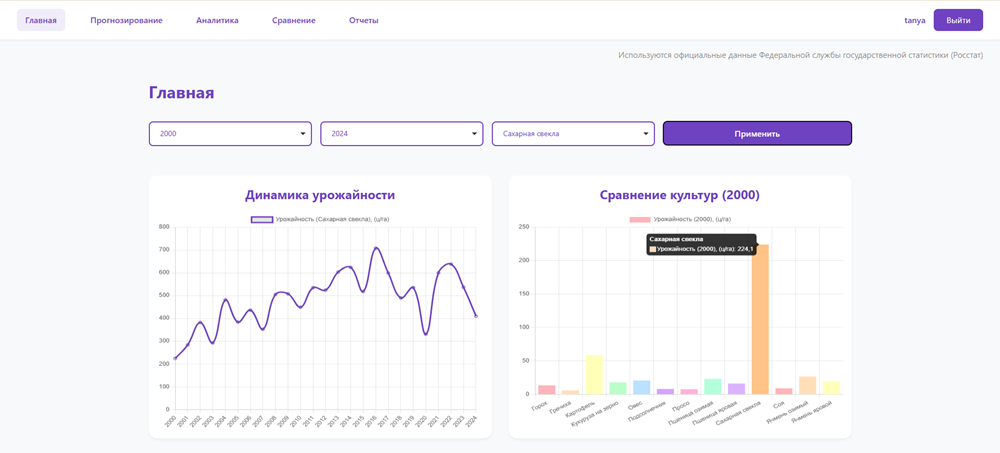 Главная Прогнозирование Аналитика Сравнение Отчеты tanya Выйти
Используются официальные данные Федеральной службы государственной статистики (Росстат)
Главная
2000 2024 Сахарная свекла Применить
Динамика урожайности
Урожайность (Сахарная свекла), (ц/га)
800
700
600
500
400
300
200
100
0
2000 2001 2002 2003 2004 2005 2006 2007 2008 2009 2010 2011 2012 2013 2014 2015 2016 2017 2018 2019 2020 2021 2022 2023 2024
Сравнение культур (2000)
Урожайность (2000), (ц/га)
250
Сахарная свекла
Урожайность (2000), (ц/га): 224,1
200
150
100
50
0
Горох Гречиха Картофель Кукуруза на зерно Овес Подсолнечник Просо Пшеница озимая Пшеница яровая Сахарная свекла Соя Ячмень озимый Ячмень яровой